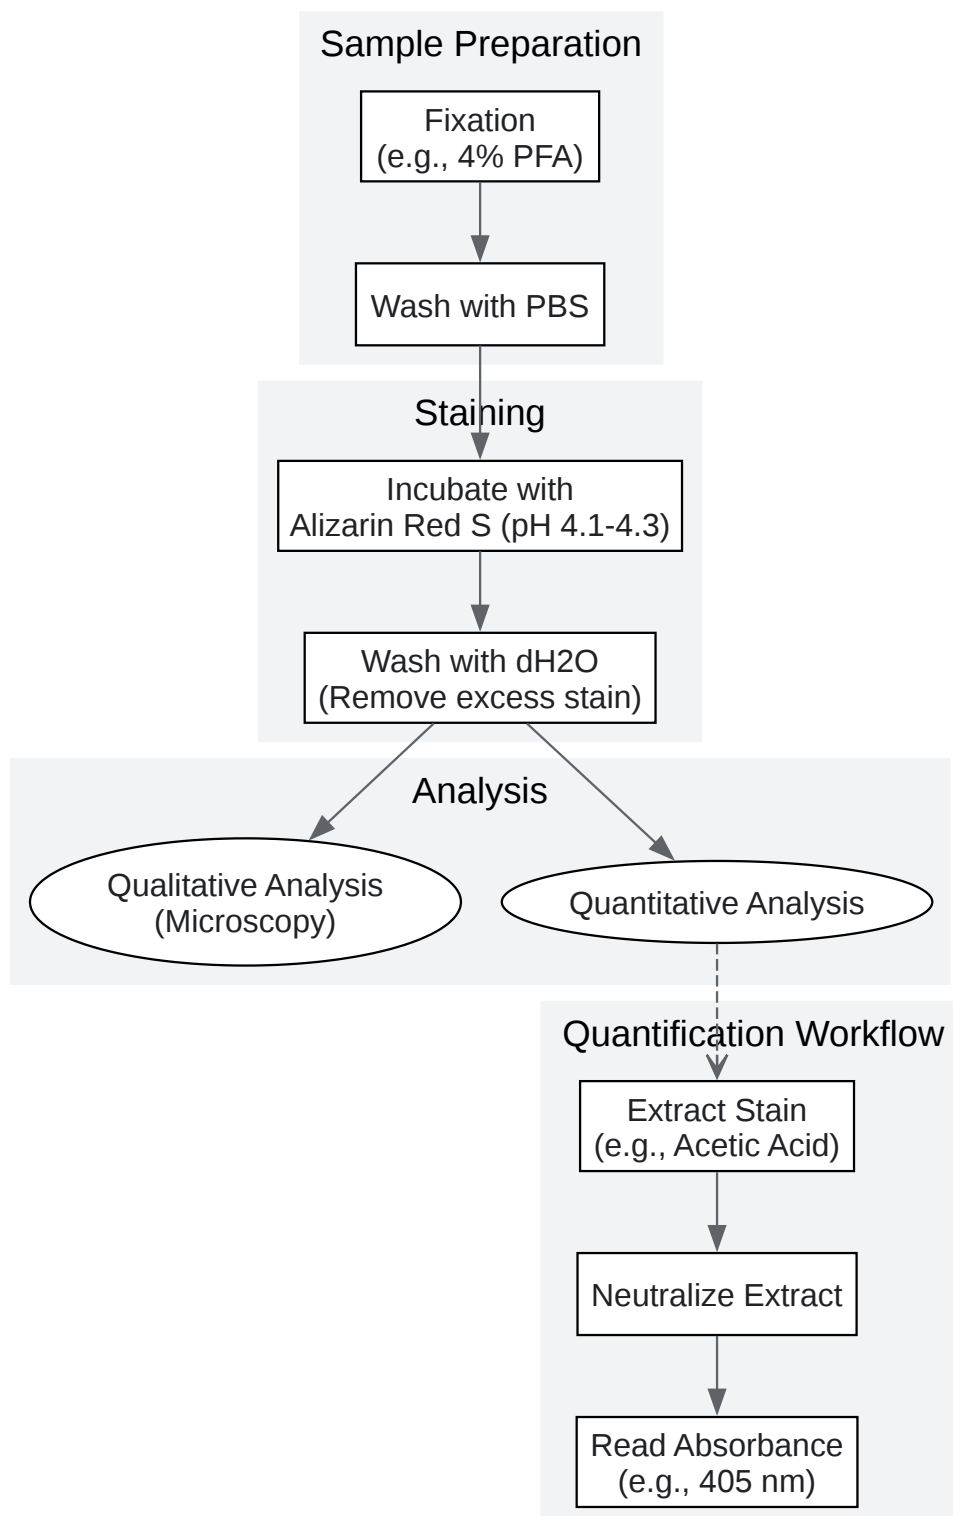 Sample Preparation
Fixation
(e.g., 4% PFA)
Wash with PBS
Staining
Incubate with
Alizarin Red S (pH 4.1-4.3)
Wash with dH2O
(Remove excess stain)
Analysis
Qualitative Analysis
(Microscopy)
Quantitative Analysis
Quantification Workflow
Extract Stain
(e.g., Acetic Acid)
Neutralize Extract
Read Absorbance
(e.g., 405 nm)